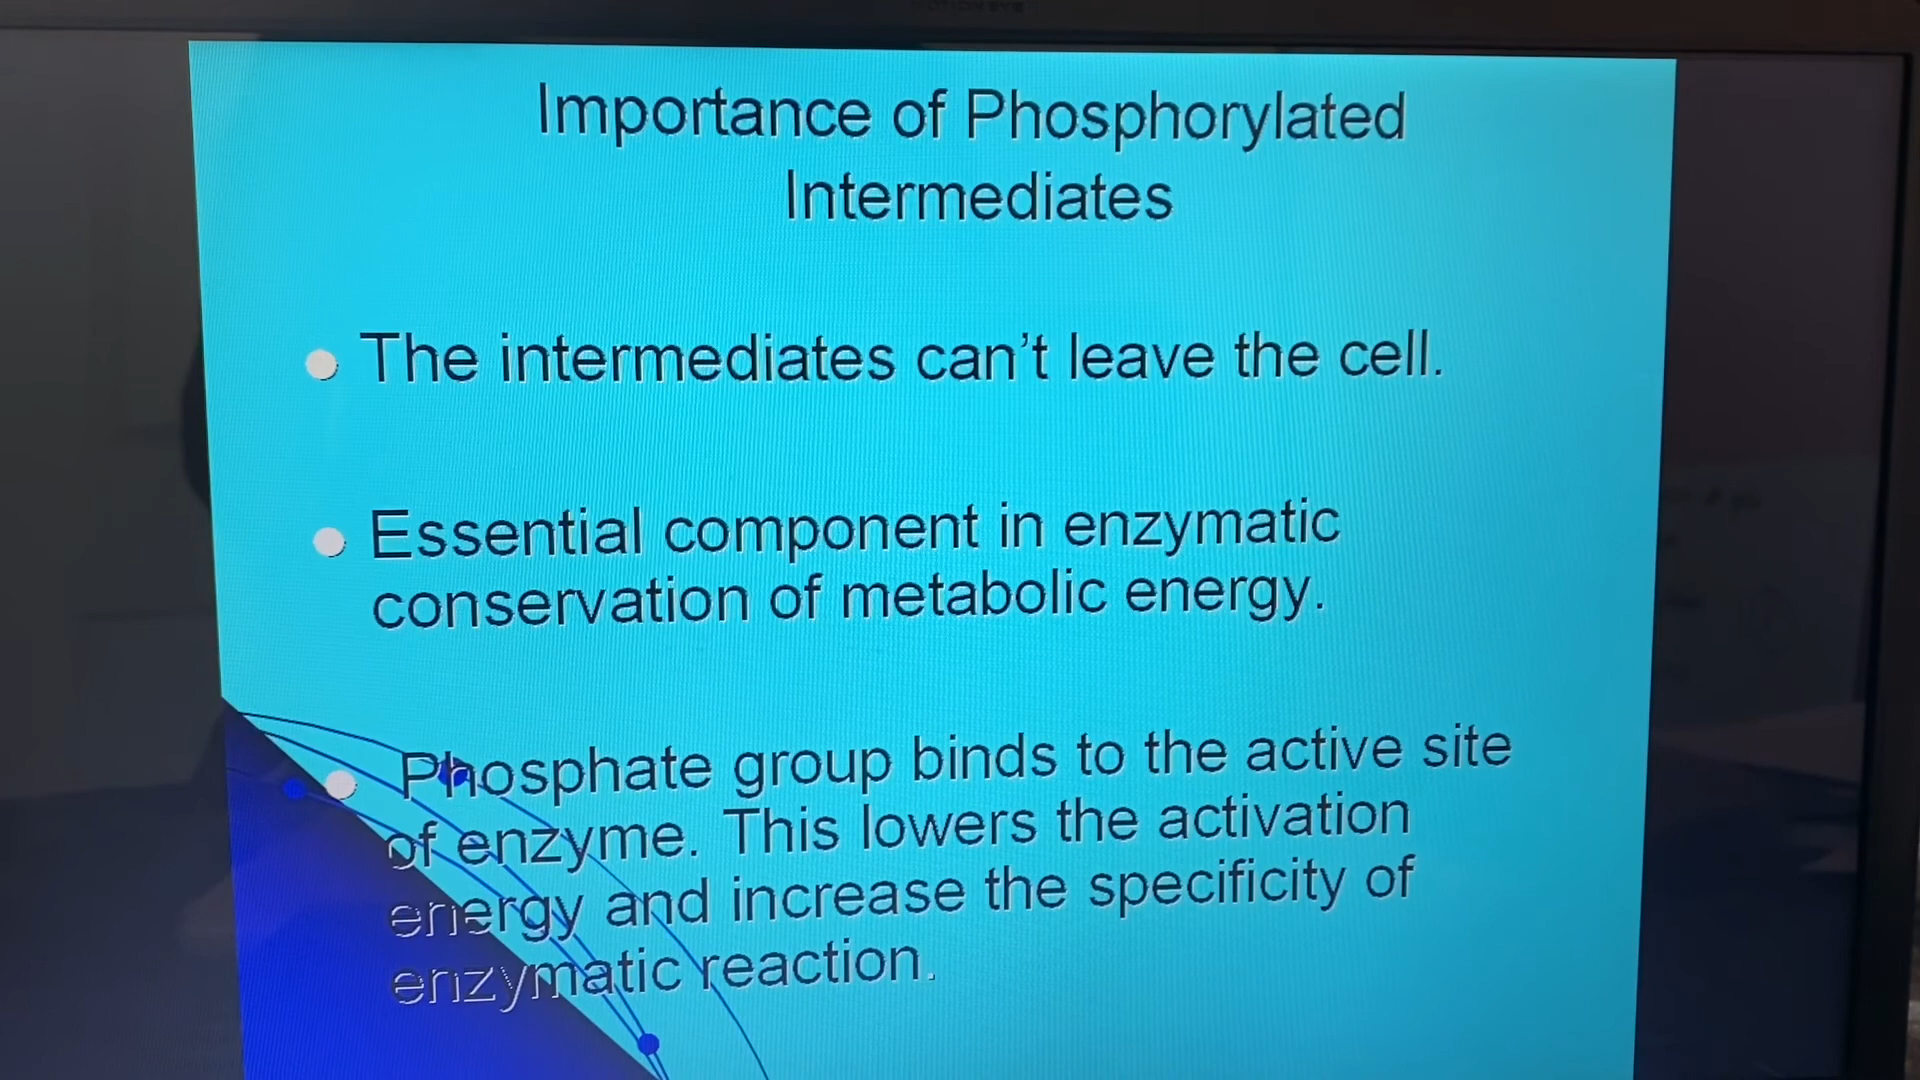 Importance of Phosphorylated
Intermediates
The intermediates can't leave the cell.
Essential component in enzymatic
conservation of metabolic energy.
Phosphate group binds to the active site
of enzyme. This lowers the activation
energy and increase the specificity of
enzymatic reaction.